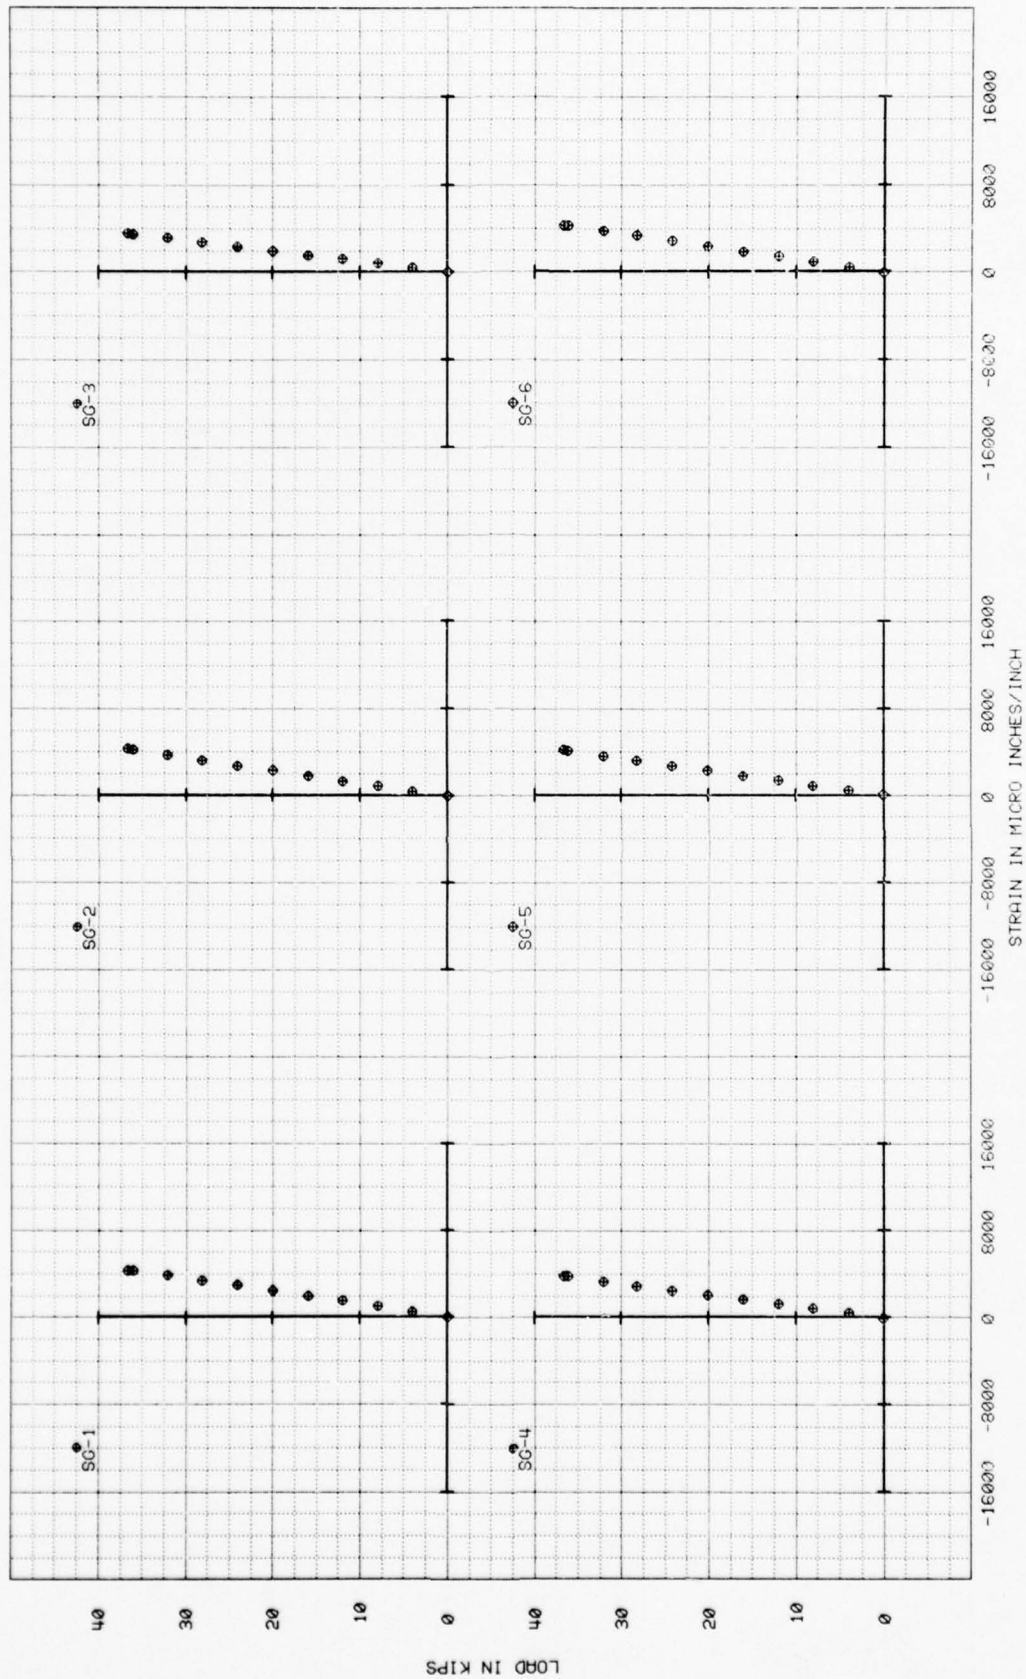 SG-1
SG-2
SG-3
40
30
20
10
0
SG-4
SG-5
SG-6
40
30
20
10
0
LOAD IN KIPS
-16000 -8000 0 8000 16000 -16000 -8000 0 8000 16000 -16000 -8000 0 8000 16000
STRAIN IN MICRO INCHES/INCH